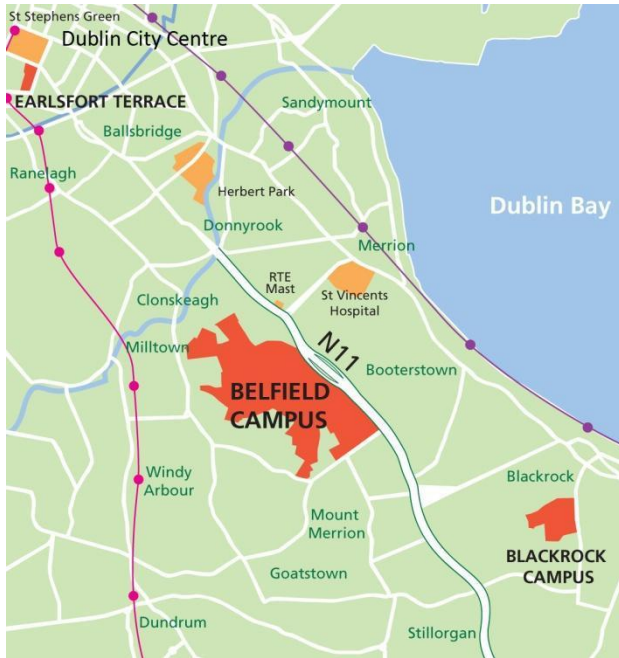 St Stephens Green
Dublin City Centre
EARLSFORT TERRACE
Sandymount
Ballsbridge
Ranelagh
Herbert Park
Dublin Bay
Donnyrook
Merrion
RTE
Mast
St Vincents
Hospital
Clonskeagh
Milltown
N11
Booterstown
BELFIELD
CAMPUS
Windy
Arbour
Blackrock
Mount
Merrion
BLACKROCK
CAMPUS
Goatstown
Dundrum
Stillorgan